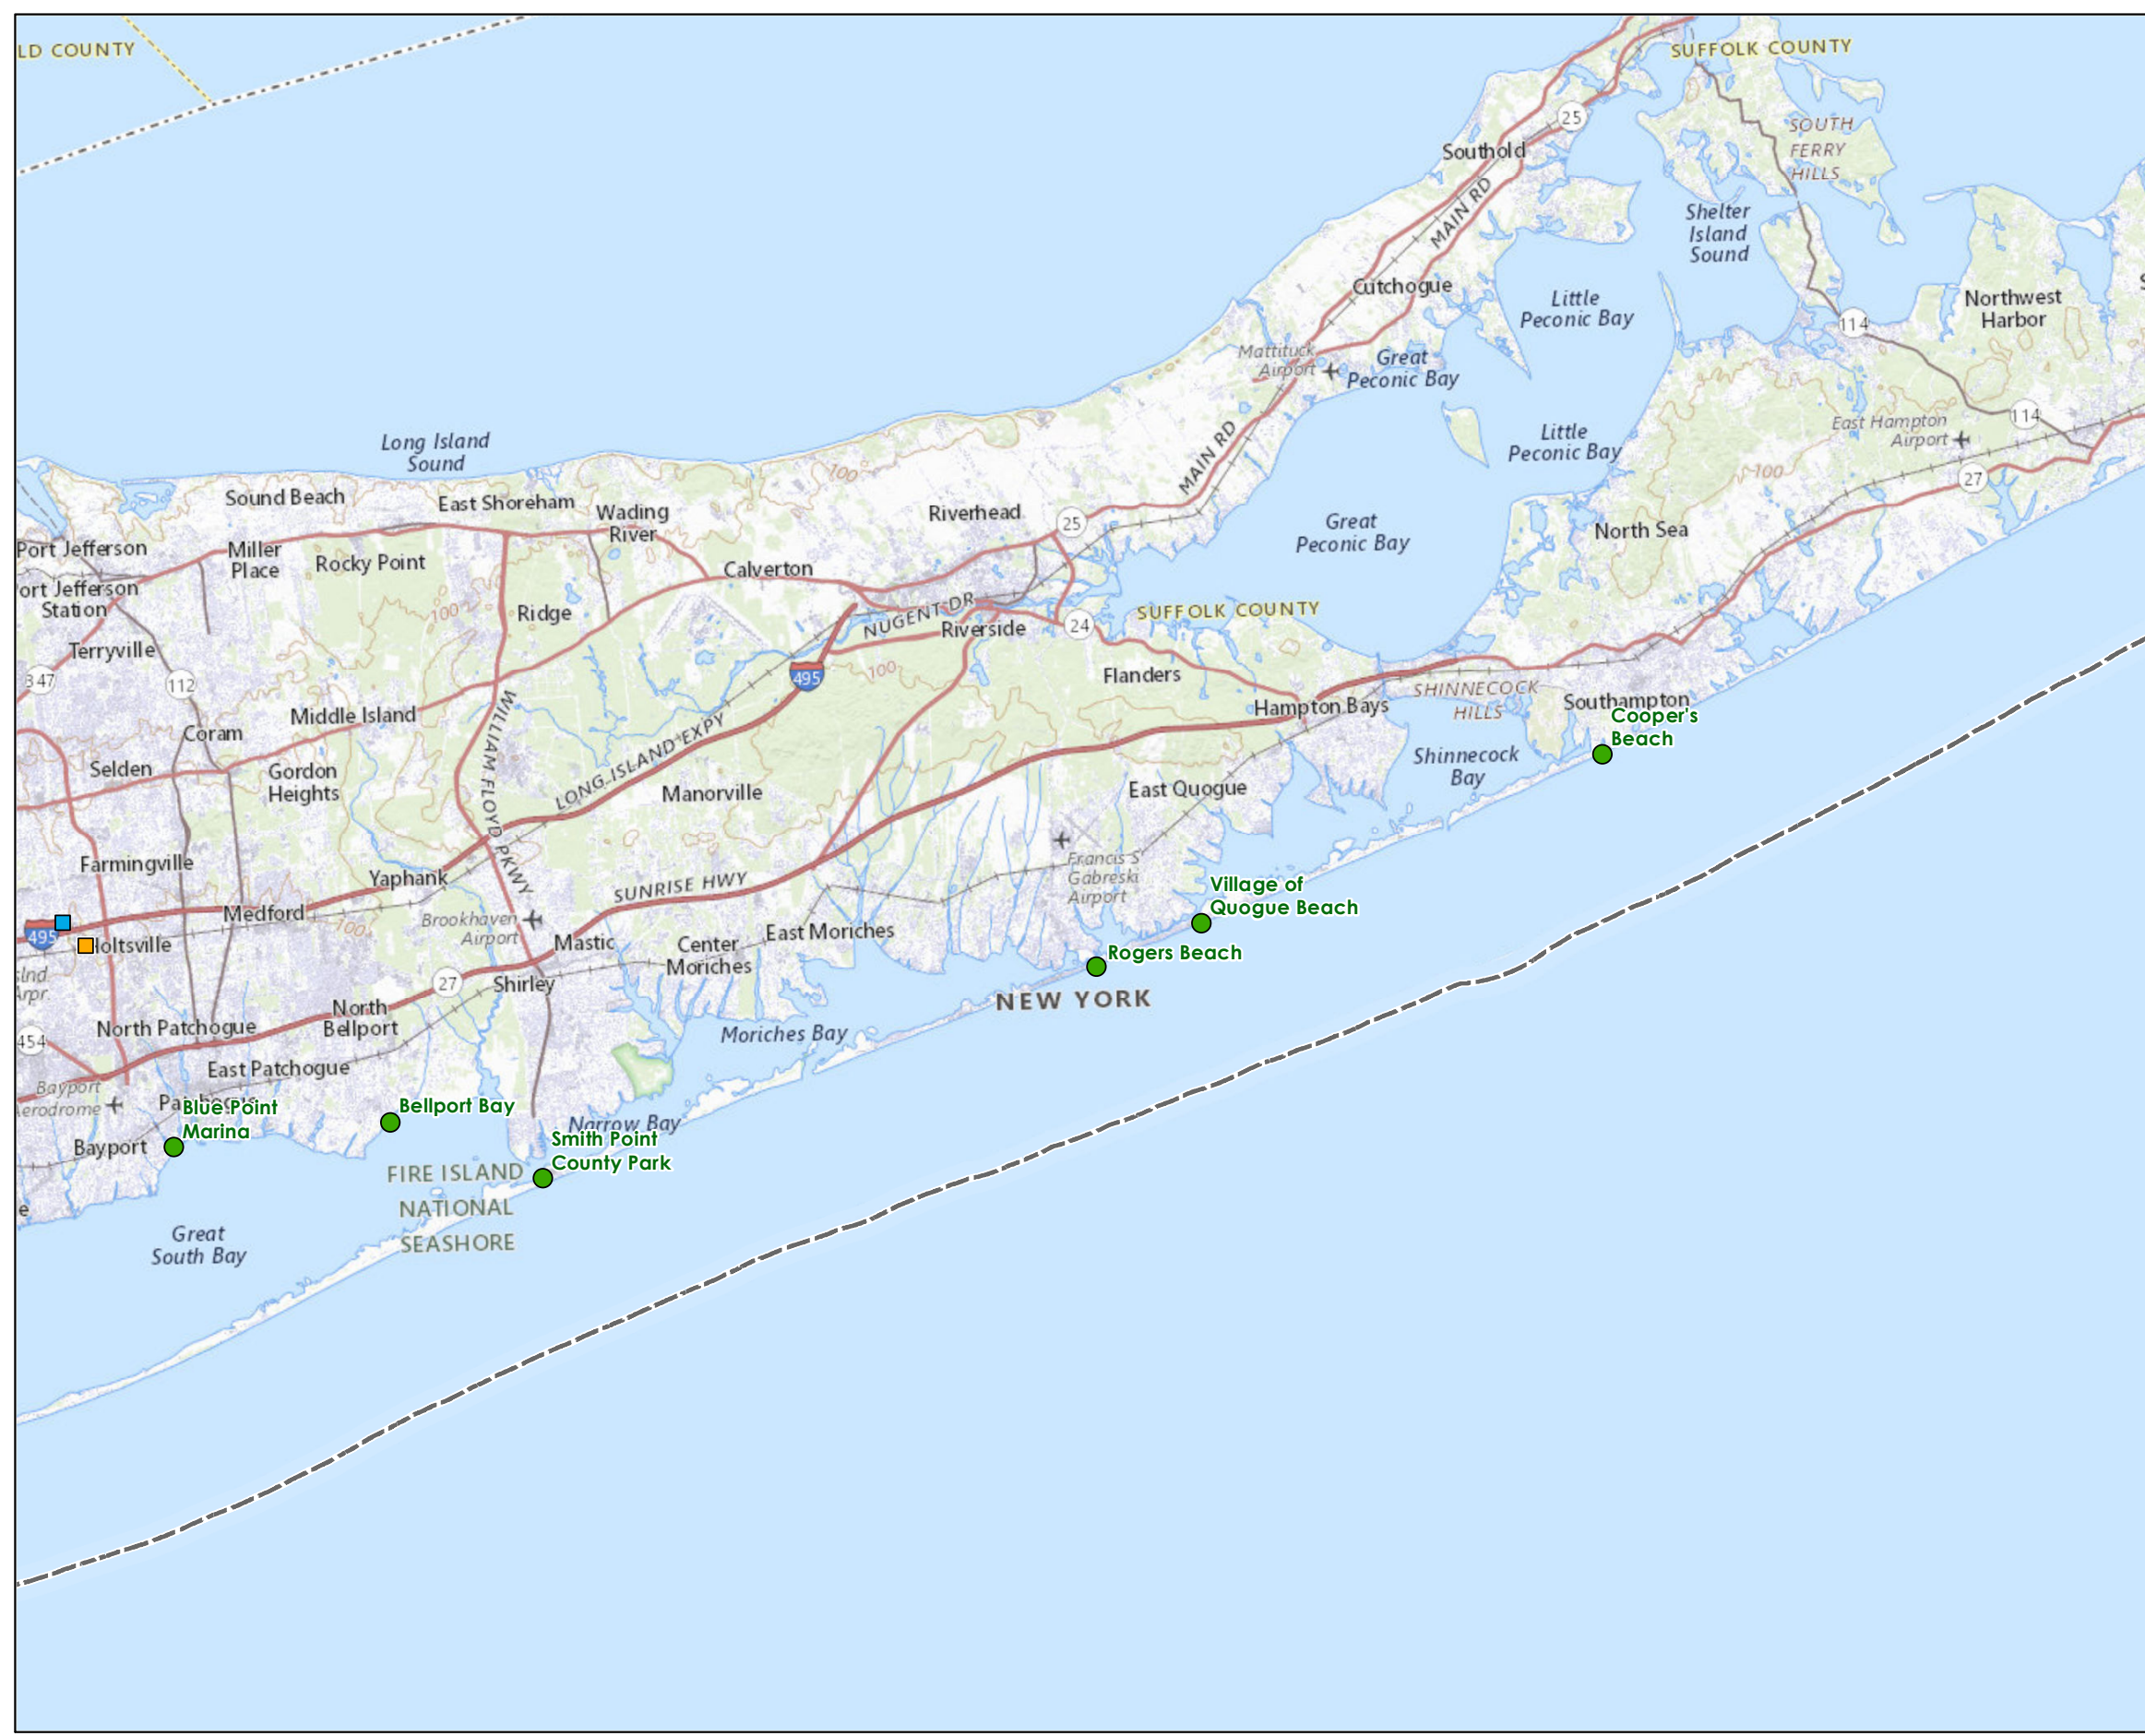 LD COUNTY
SUFFOLK COUNTY
25
SOUTH
FERRY
HILLS
Southold
MAIN RD
Shelter
Island
Sound
Cutchogue
Little
Peconic Bay
Northwest
Harbor
114
Mattituck
Airport
Great
Peconic Bay
East Hampton
Airport
114
Long Island
Sound
100
MAIN RD
Little
Peconic Bay
100
27
Sound Beach
East Shoreham
Wading
River
Riverhead
25
Great
Peconic Bay
North Sea
Port Jefferson
Miller
Place
Rocky Point
Calverton
ort Jefferson
Station
100
Ridge
NUGENT DR
Riverside
24
SUFFOLK COUNTY
Terryville
347
112
495
100
Flanders
SHINNECOCK
HILLS
Hampton Bays
Southampton
Cooper's
Beach
Middle Island
WILLIAM FLOYD PKWY
Coram
LONG ISLAND EXPY
Shinnecock
Bay
Selden
Gordon
Heights
Manorville
East Quogue
Farmingville
Yaphank
SUNRISE HWY
Francis S
Gabreski
Airport
Village of
Quogue Beach
Medford
100
Brookhaven
Airport
495
Holtsville
Mastic
Center
Moriches
East Moriches
Rogers Beach
slnd
Arpr
27
Shirley
NEW YORK
North
Bellport
North Patchogue
454
Moriches Bay
East Patchogue
Bayport
Aerodrome
Blue Point
Marina
Bellport Bay
Narrow Bay
Bayport
Smith Point
County Park
FIRE ISLAND
NATIONAL
SEASHORE
e
Great
South Bay